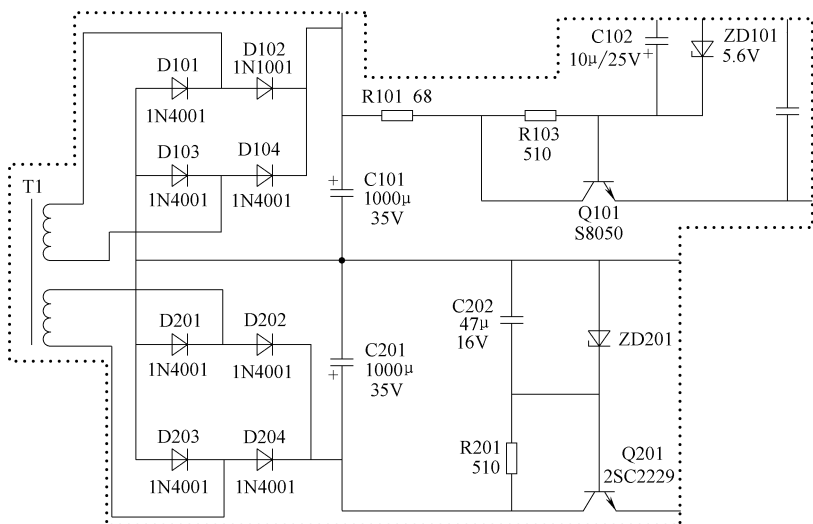 D101
1N4001
D102
1N1001
C102
10μ/25V
+
ZD101
5.6V
R101 68
R103
510
D103
1N4001
D104
1N4001
T1
+
C101
1000μ
35V
Q101
S8050
D201
1N4001
D202
1N4001
C201
1000μ
35V
+
C202
47μ
16V
ZD201
D203
1N4001
D204
1N4001
R201
510
Q201
2SC2229